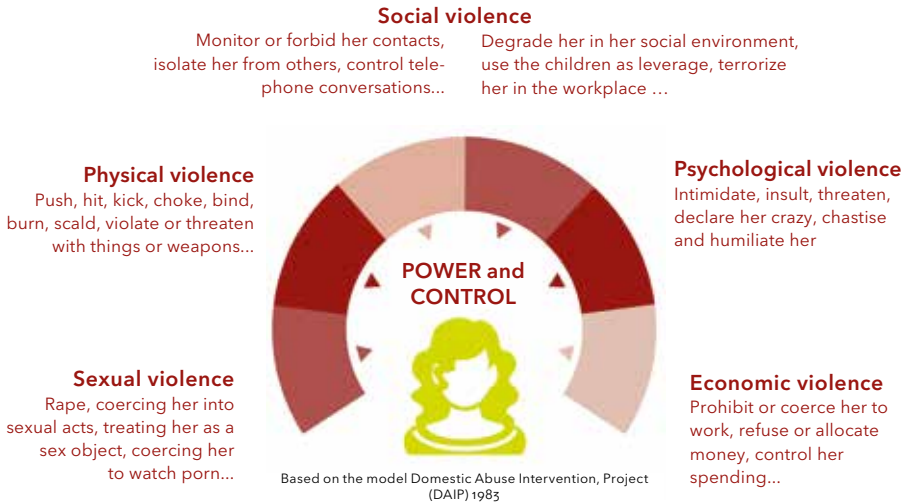 Social violence
Monitor or forbid her contacts,
isolate her from others, control tele-
phone conversations...
Degrade her in her social environment,
use the children as leverage, terrorize
her in the workplace …
Physical violence
Push, hit, kick, choke, bind,
burn, scald, violate or threaten
with things or weapons...
Psychological violence
Intimidate, insult, threaten,
declare her crazy, chastise
and humiliate her
POWER and
CONTROL
Sexual violence
Rape, coercing her into
sexual acts, treating her as a
sex object, coercing her
to watch porn...
Economic violence
Prohibit or coerce her to
work, refuse or allocate
money, control her
spending...
Based on the model Domestic Abuse Intervention, Project
(DAIP) 1983